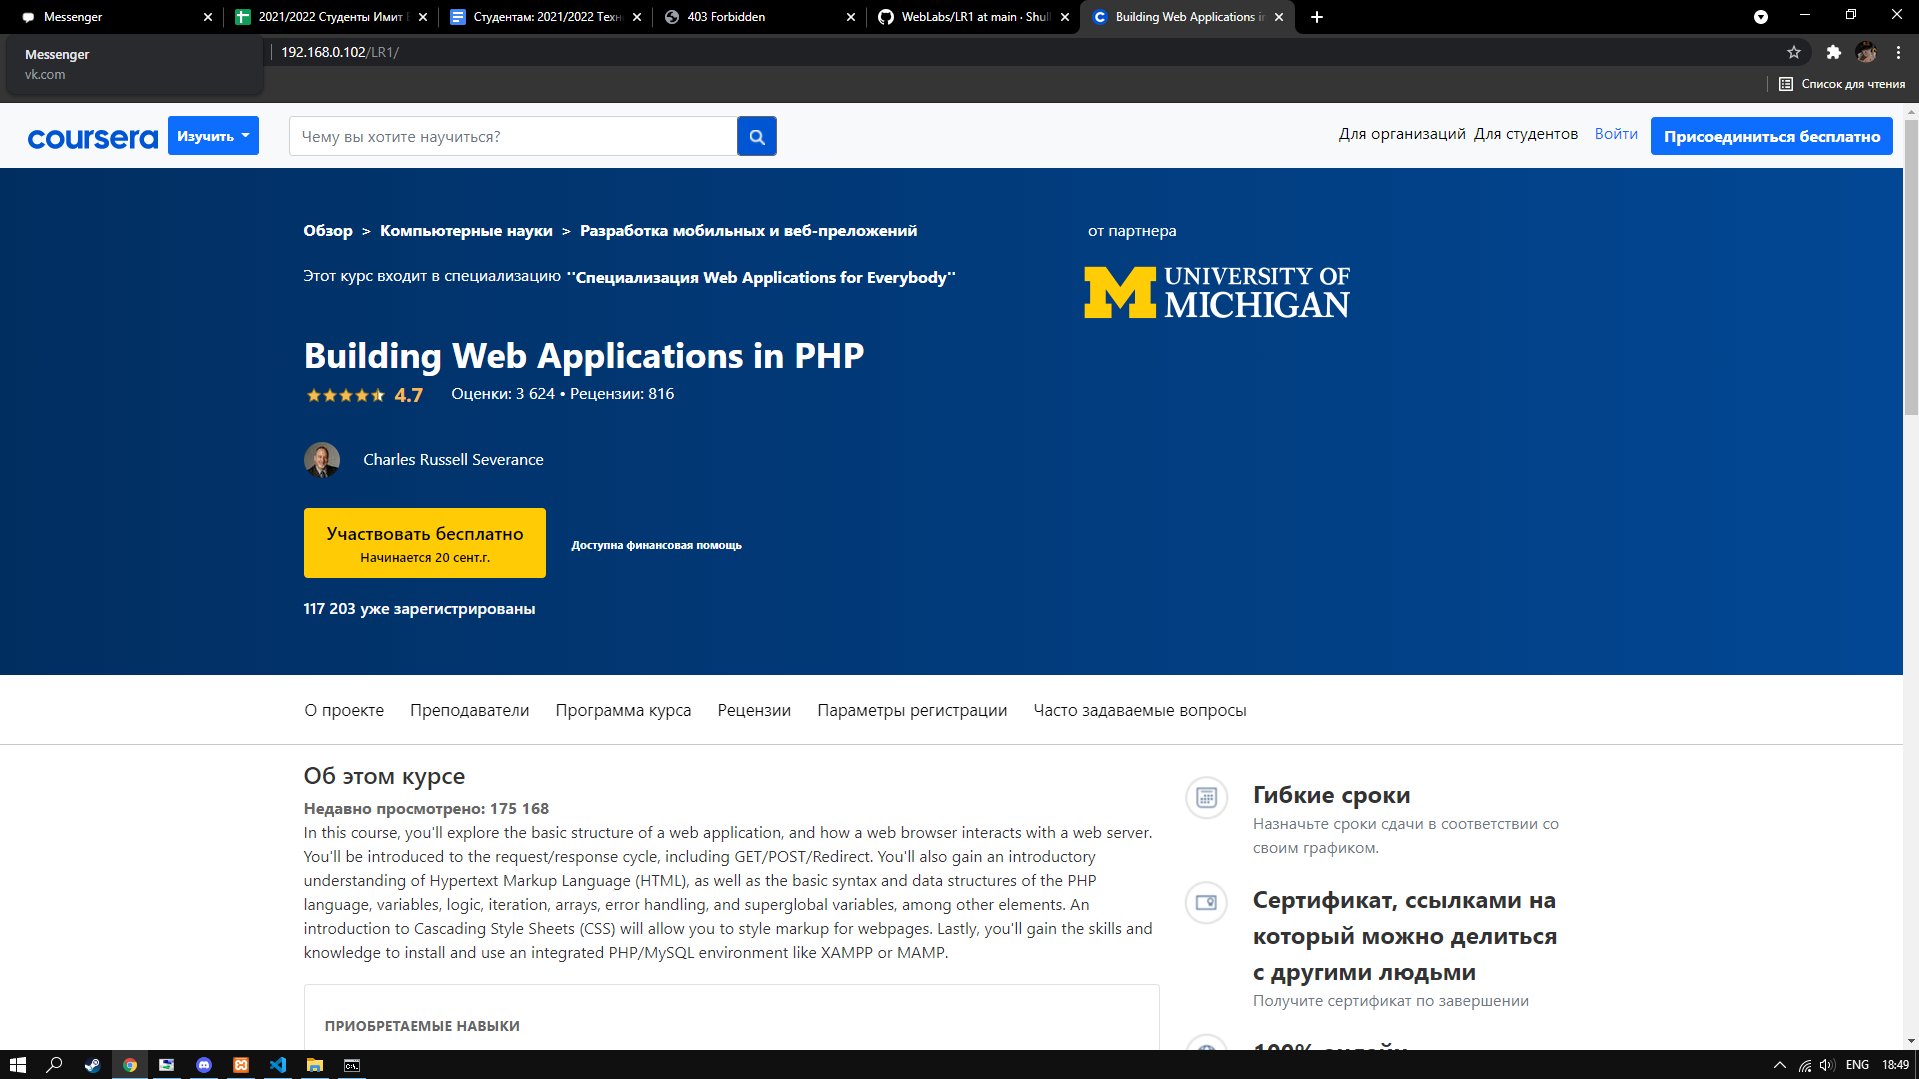 Messenger
2021/2022 Студенты Имит
Студентам: 2021/2022 Техн
403 Forbidden
WebLabs/LR1 at main · Shul
Building Web Applications in
Messenger
vk.com
192.168.0.102/LR1/
Список для чтения
coursera
Изучить
Чему вы хотите научиться?
Для организаций Для студентов Войти
Присоединиться бесплатно
Обзор > Компьютерные науки > Разработка мобильных и веб-преложений
от партнера
Этот курс входит в специализацию ''Специализация Web Applications for Everybody''
UNIVERSITY OF
M MICHIGAN
Building Web Applications in PHP
4.7 Оценки: 3 624 • Рецензии: 816
Charles Russell Severance
Участвовать бесплатно
Начинается 20 сент.г.
Доступна финансовая помощь
117 203 уже зарегистрированы
О проекте Преподаватели Программа курса Рецензии Параметры регистрации Часто задаваемые вопросы
Об этом курсе
Недавно просмотрено: 175 168
In this course, you'll explore the basic structure of a web application, and how a web browser interacts with a web server.
You'll be introduced to the request/response cycle, including GET/POST/Redirect. You'll also gain an introductory
understanding of Hypertext Markup Language (HTML), as well as the basic syntax and data structures of the PHP
language, variables, logic, iteration, arrays, error handling, and superglobal variables, among other elements. An
introduction to Cascading Style Sheets (CSS) will allow you to style markup for webpages. Lastly, you'll gain the skills and
knowledge to install and use an integrated PHP/MySQL environment like XAMPP or MAMP.
ПРИОБРЕТАЕМЫЕ НАВЫКИ
Гибкие сроки
Назначьте сроки сдачи в соответствии со
своим графиком.
Сертификат, ссылками на
который можно делиться
с другими людьми
Получите сертификат по завершении
100% онлайн
ENG 18:49